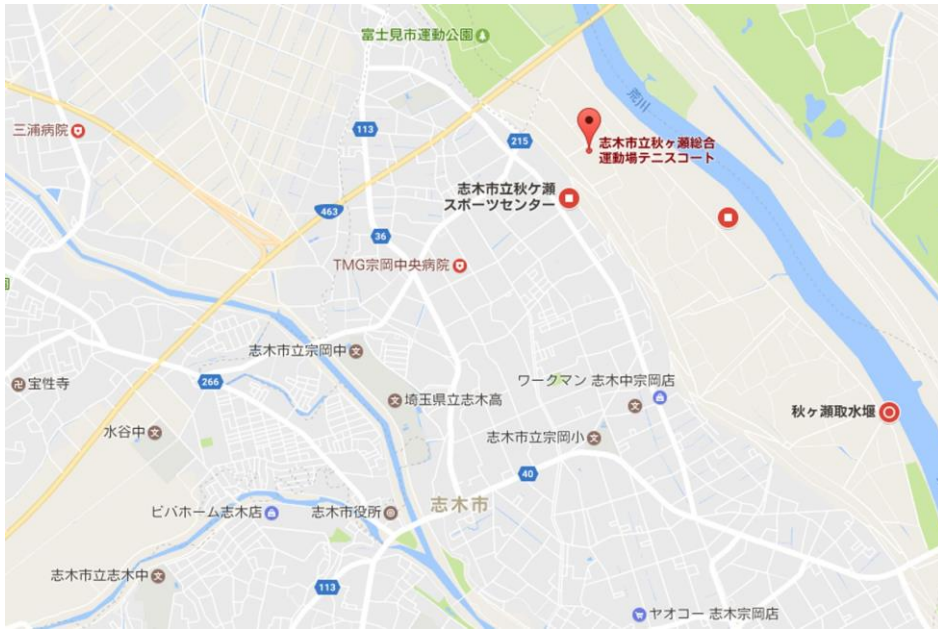 富士見市運動公園
荒川
三浦病院
113
215
志木市立秋ヶ瀬総合
運動場テニスコート
志木市立秋ケ瀬
スポーツセンター
463
36
TMG宗岡中央病院
志木市立宗岡中
266
宝性寺
埼玉県立志木高
ワークマン 志木中宗岡店
秋ヶ瀬取水堰
水谷中
志木市立宗岡小
40
志木市
ビバホーム志木店
志木市役所
志木市立志木中
113
ヤオコー 志木宗岡店